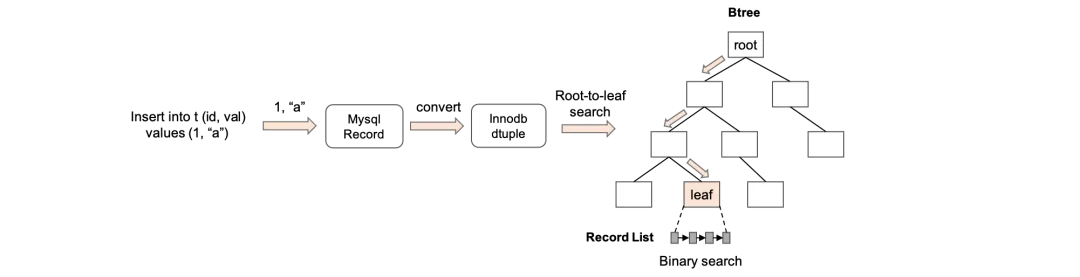 Btree
root
Insert into t (id, val)
values (1, “a”)
1, “a”
Mysql
Record
convert
Innodb
dtuple
Root-to-leaf
search
leaf
Record List
Binary search